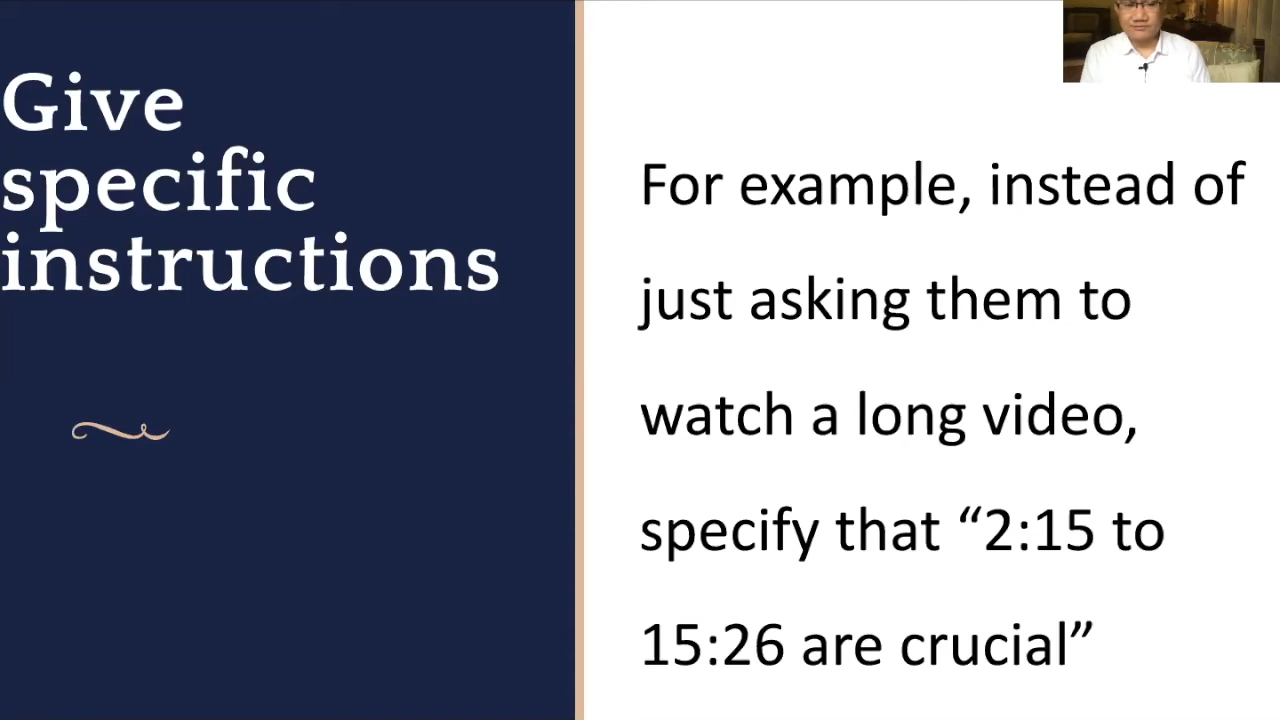 Give
specific
instructions
For example, instead of
just asking them to
watch a long video,
specify that “2:15 to
15:26 are crucial”